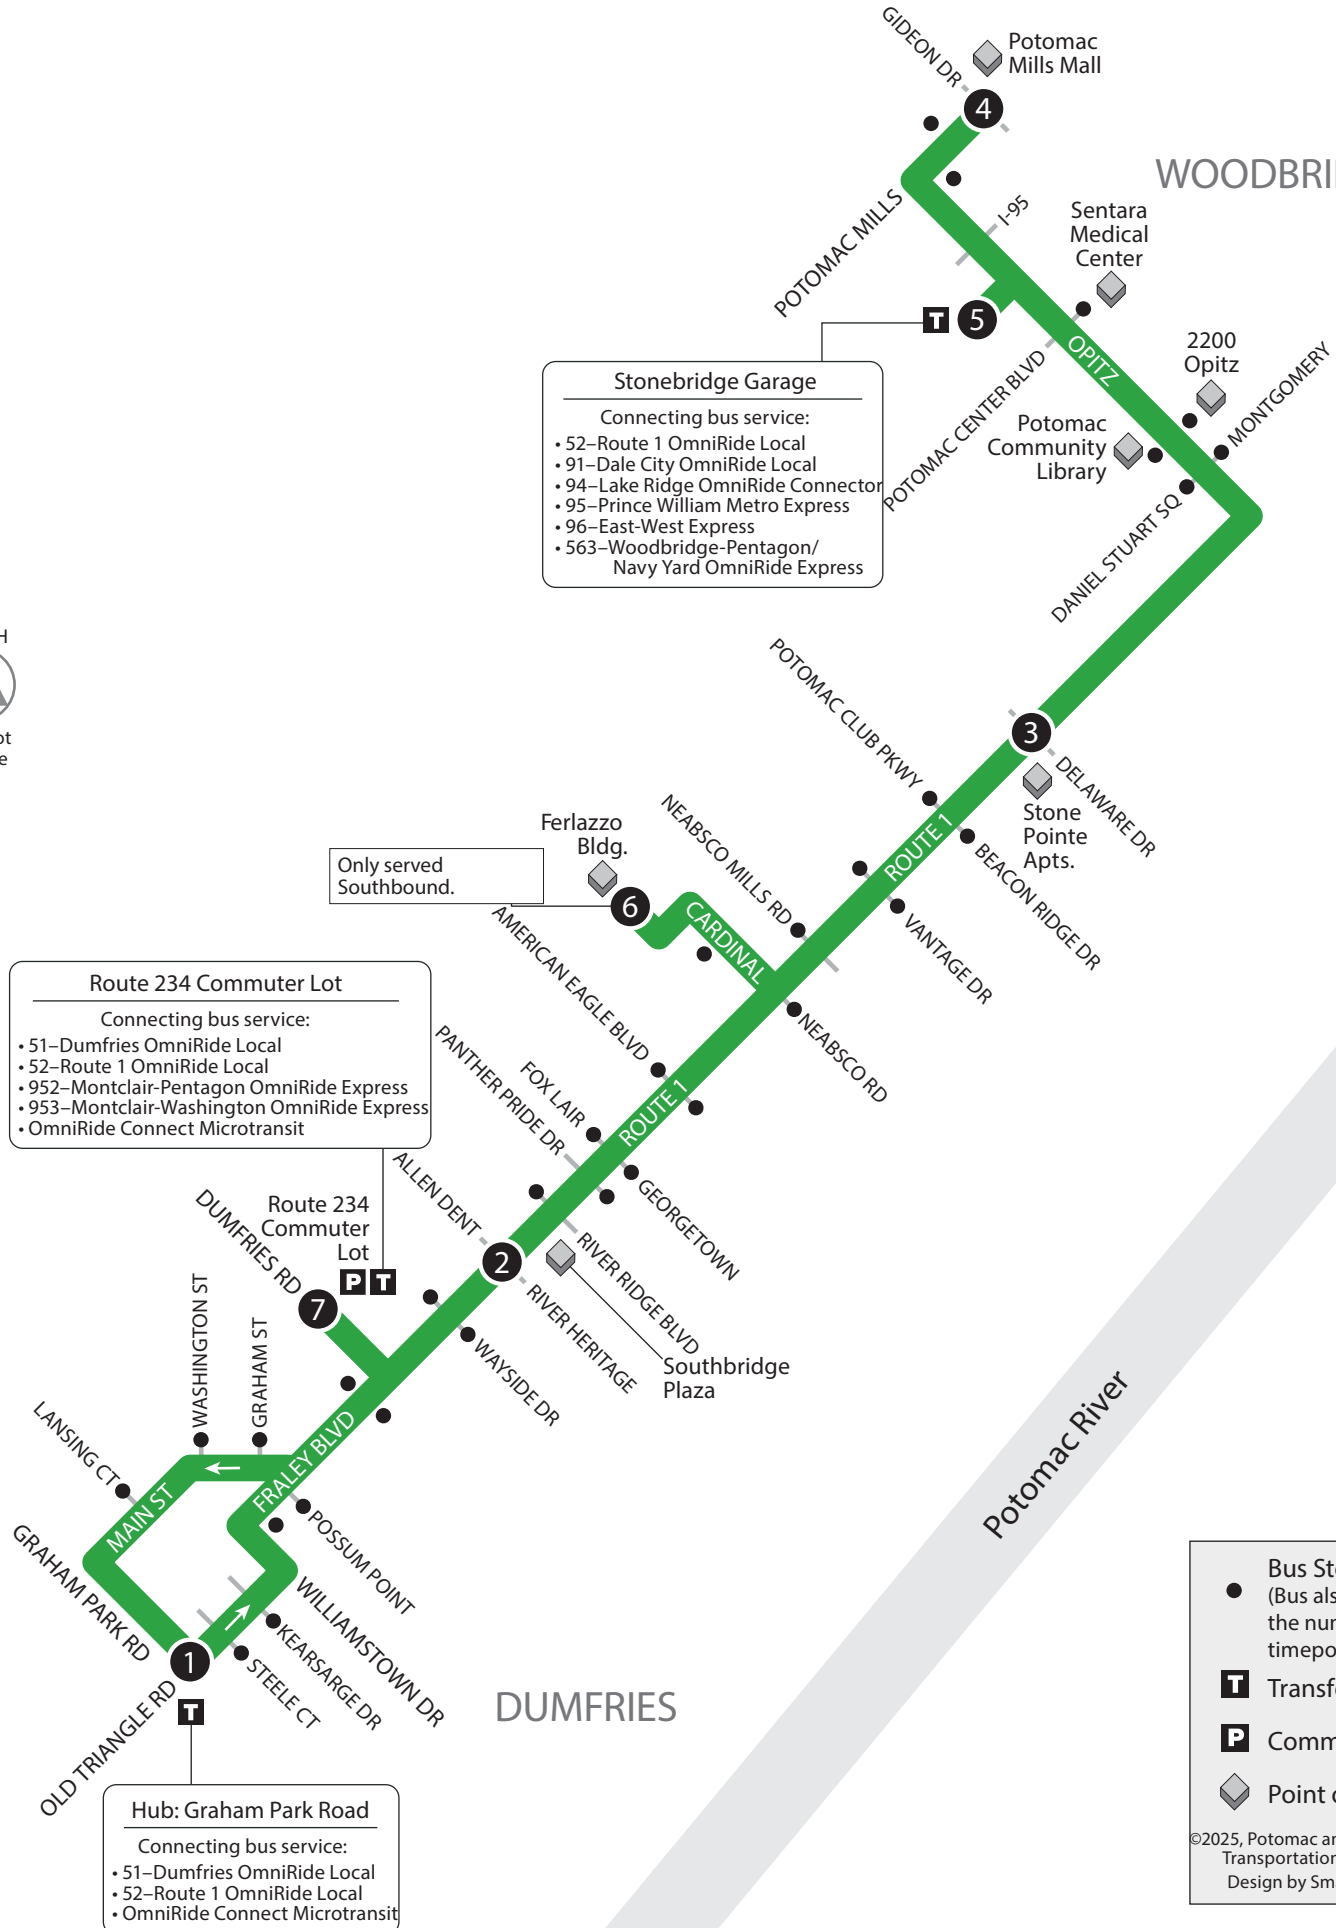 GIDEON DR
Potomac
Mills Mall
4
POTOMAC MILLS
I-95
Sentara
Medical
Center
T
5
OPITZ
POTOMAC CENTER BLVD
2200
Opitz
MONTGOMERY
Potomac
Community
Library
DANIEL STUART SQ
Stonebridge Garage
Connecting bus service:
• 52–Route 1 OmniRide Local
• 91–Dale City OmniRide Local
• 94–Lake Ridge OmniRide Connector
• 95–Prince William Metro Express
• 96–East-West Express
• 563–Woodbridge-Pentagon/
Navy Yard OmniRide Express
POTOMAC CLUB PKWY
3
DELAWARE DR
Stone
Pointe
Apts.
ROUTE 1
BEACON RIDGE DR
NEABSCO MILLS RD
VANTAGE DR
Ferlazzo
Bldg.
Only served
Southbound.
6
CARDINAL
NEABSCO RD
AMERICAN EAGLE BLVD
PANTHER PRIDE DR
FOX LAIR
ROUTE 1
GEORGETOWN
Route 234 Commuter Lot
Connecting bus service:
• 51–Dumfries OmniRide Local
• 52–Route 1 OmniRide Local
• 952–Montclair-Pentagon OmniRide Express
• 953–Montclair-Washington OmniRide Express
• OmniRide Connect Microtransit
ALLEN DENT
2
RIVER RIDGE BLVD
RIVER HERITAGE
Southbridge
Plaza
Route 234
Commuter
Lot
P T
DUMFRIES RD
7
WAYSIDE DR
WASHINGTON ST
GRAHAM ST
LANSING CT
MAIN ST
FRALEY BLVD
POSSUM POINT
GRAHAM PARK RD
WILLIAMSTOWN DR
KEARSARGE DR
STEELE CT
1
OLD TRIANGLE RD
T
DUMFRIES
Potomac River
Hub: Graham Park Road
Connecting bus service:
• 51–Dumfries OmniRide Local
• 52–Route 1 OmniRide Local
• OmniRide Connect Microtransit
Bus
(Bus
the
T
P
Point
©2025, Potomac
Transportation
Design by